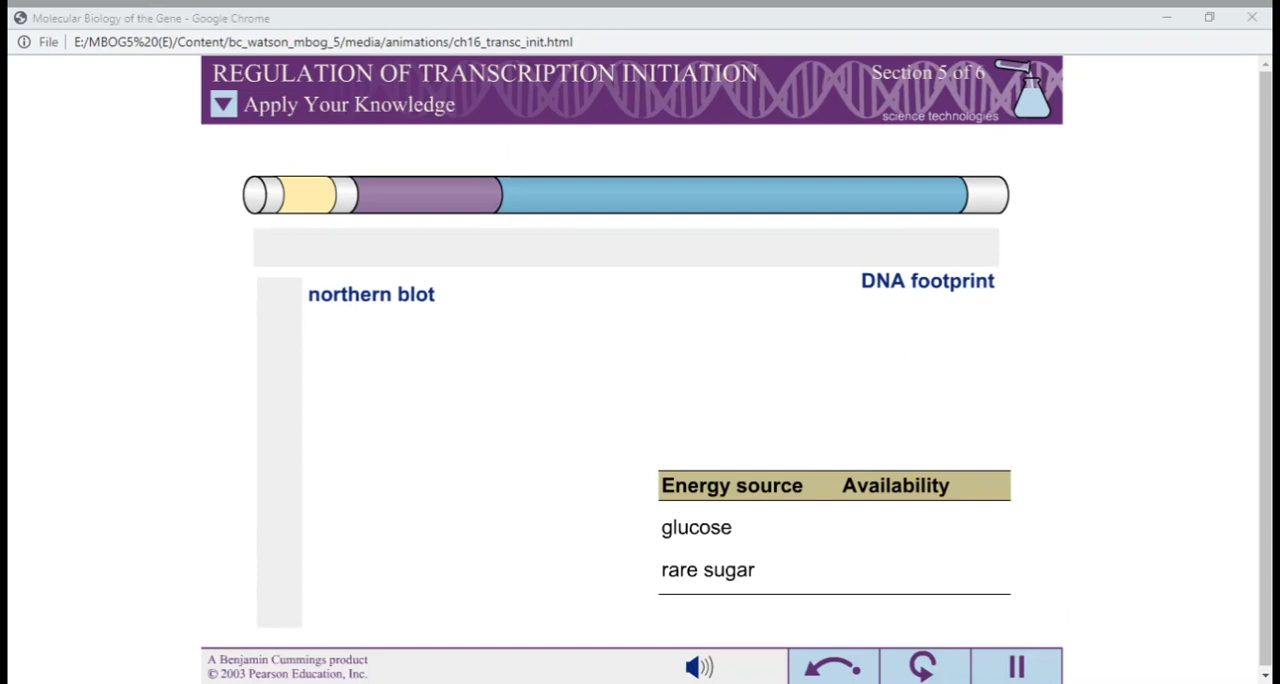 Molecular Biology of the Gene - Google Chrome
File | E:/MBOG5%20(E)/Content/bc_watson_mbog_5/media/animations/ch16_transc_init.html
REGULATION OF TRANSCRIPTION INITIATION
Section 5 of 6
Apply Your Knowledge
science technologies
northern blot
DNA footprint
Energy source Availability
glucose
rare sugar
A Benjamin Cummings product
© 2003 Pearson Education, Inc.